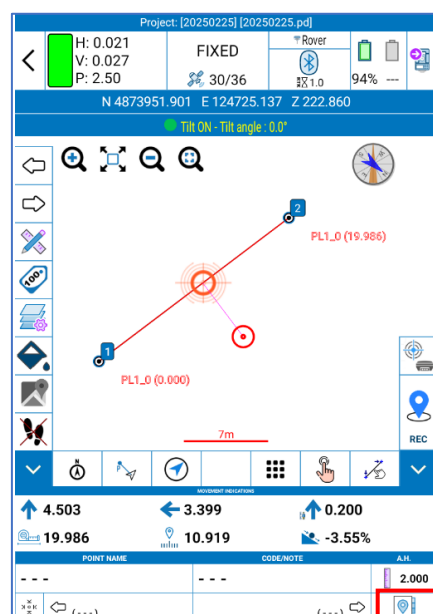 Project: [20250225] [20250225.pd]
H: 0.021
V: 0.027
P: 2.50
FIXED
30/36
Rover
1.0
94%
---
N 4873951.901 E 124725.137 Z 222.860
Tilt ON - Tilt angle : 0.0°
2
PL1_0 (19.986)
1
PL1_0 (0.000)
100
7m
REC
MOVEMENT INDICATIONS
4.503
3.399
0.200
19.986
10.919
-3.55%
POINT NAME
CODE/NOTE
A.H.
- - -
- - -
2.000
(---)
(---)